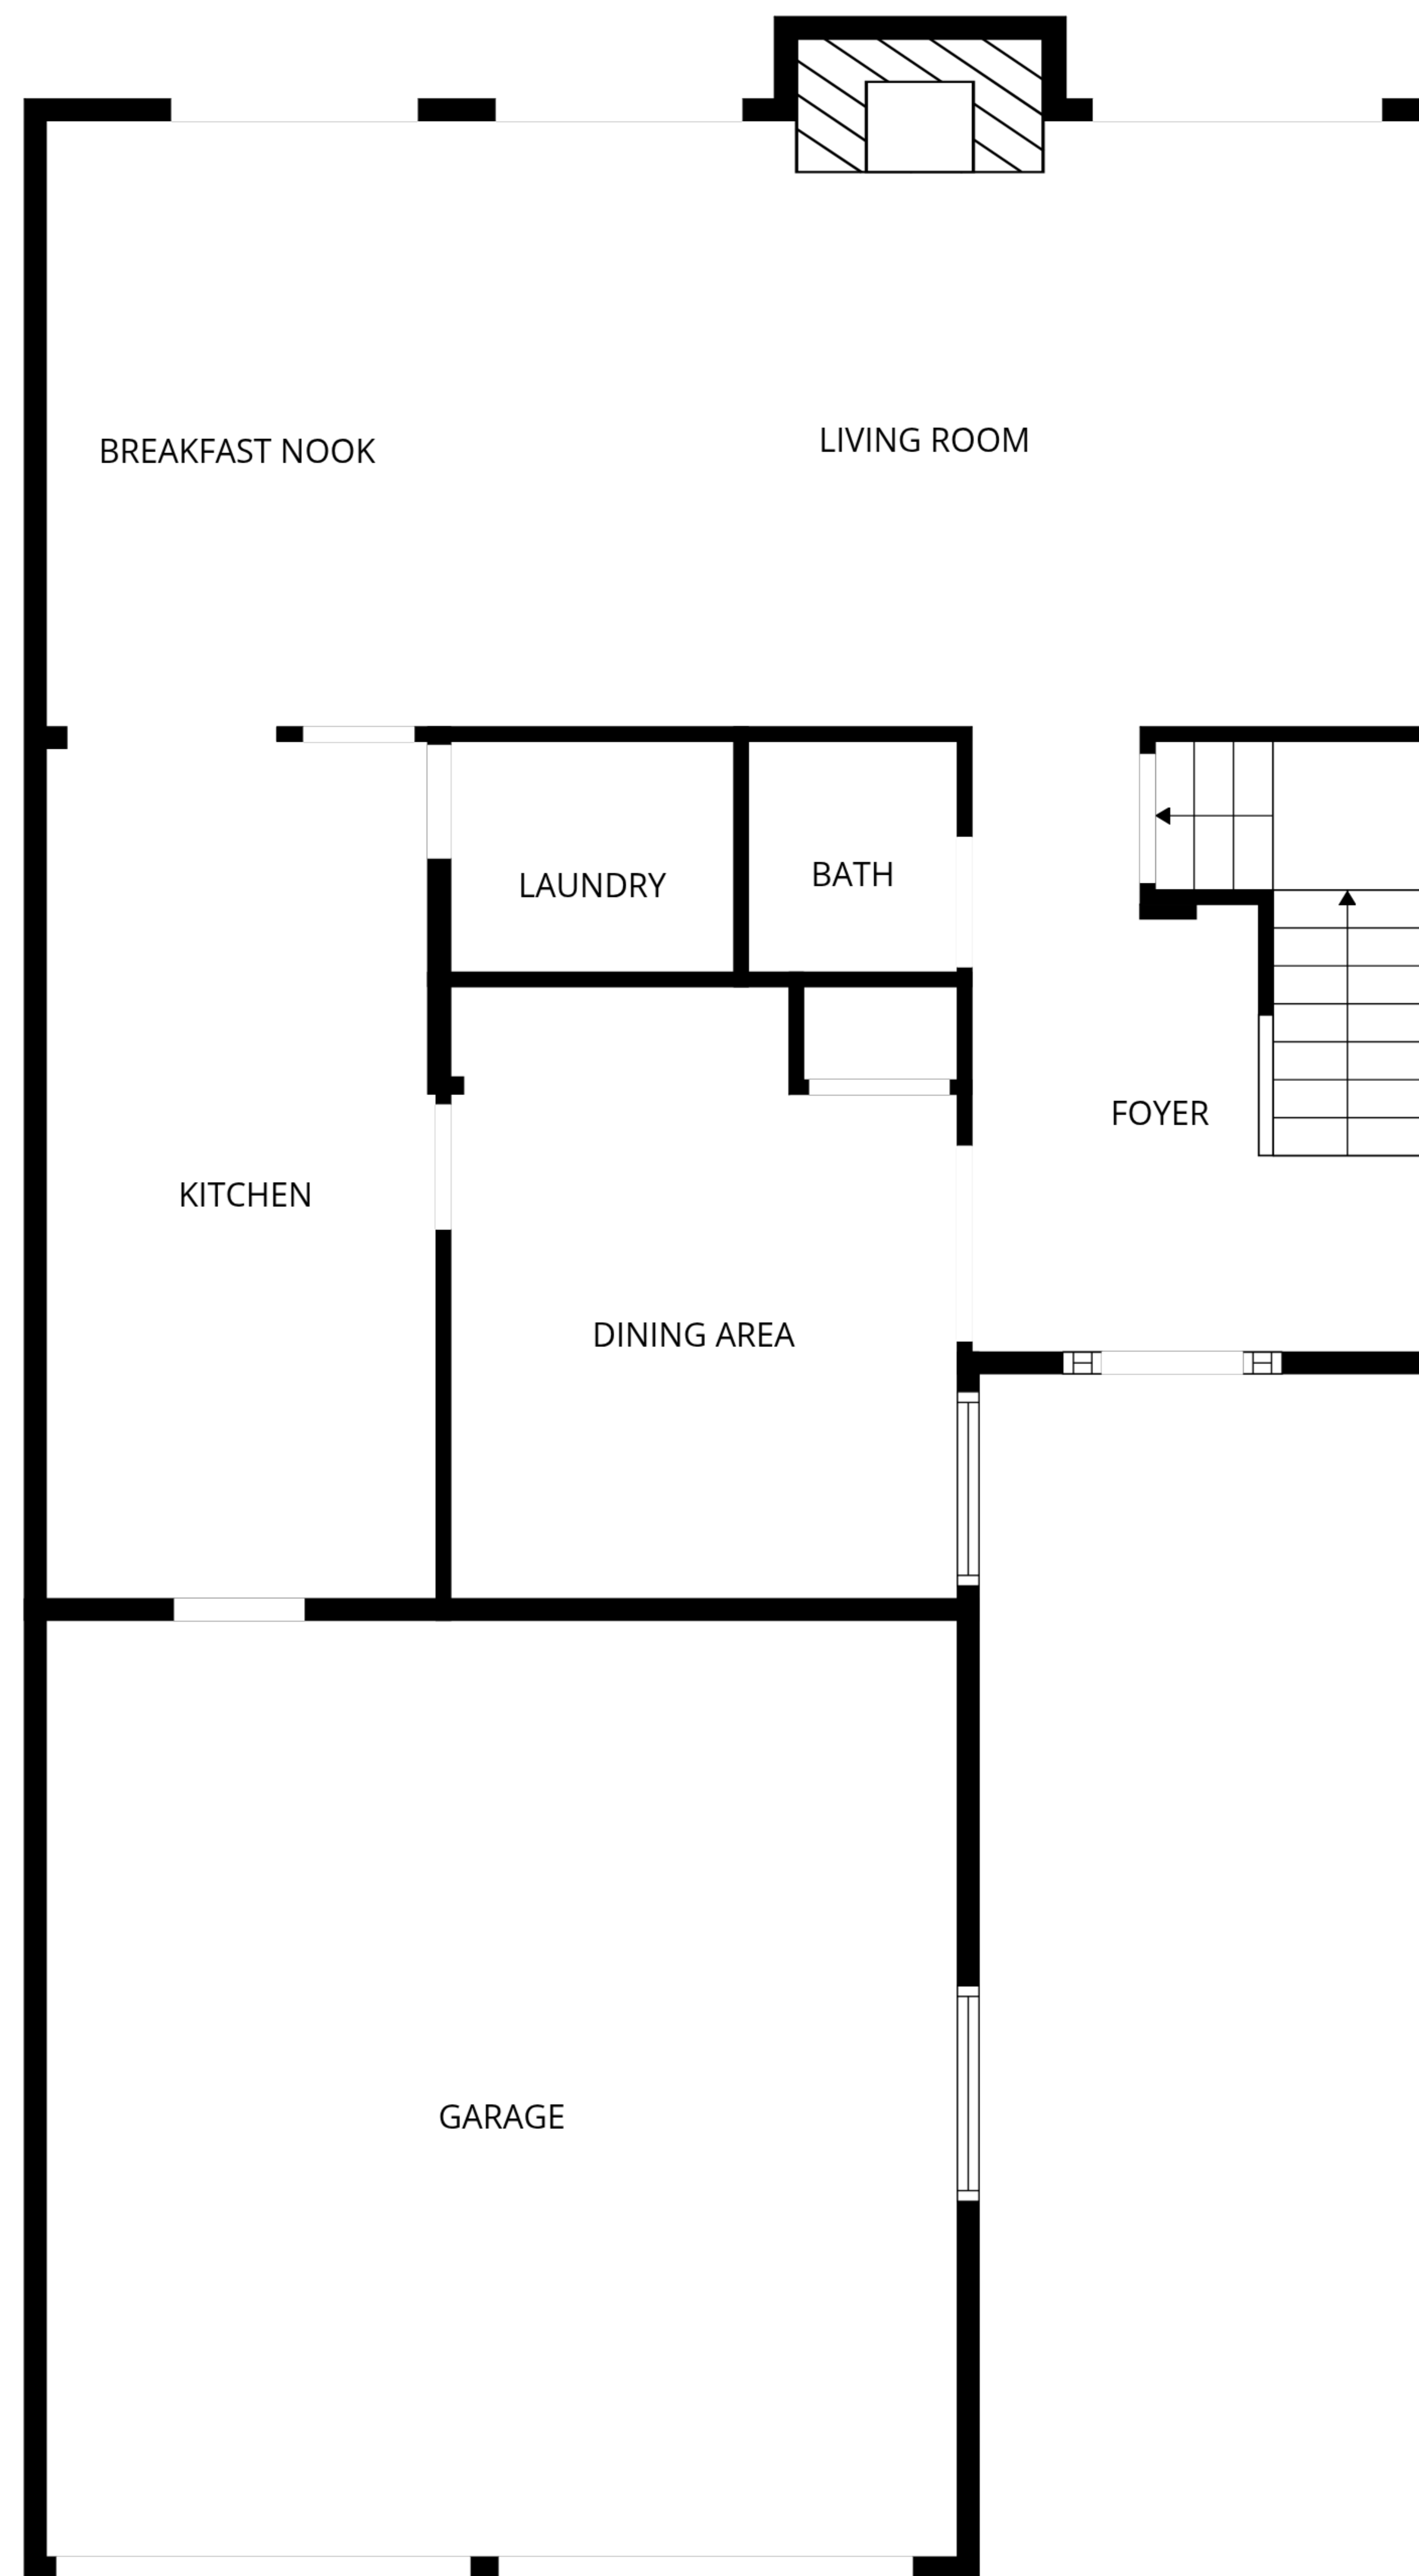 BREAKFAST NOOK
LIVING ROOM
LAUNDRY
BATH
FOYER
KITCHEN
DINING AREA
GARAGE